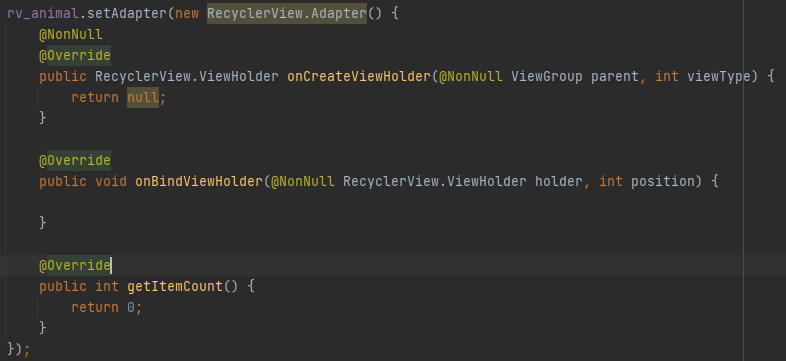 rv_animal.setAdapter(new RecyclerView.Adapter() {
    @NonNull
    @Override
    public RecyclerView.ViewHolder onCreateViewHolder(@NonNull ViewGroup parent, int viewType) {
        return null;
    }

    @Override
    public void onBindViewHolder(@NonNull RecyclerView.ViewHolder holder, int position) {

    }

    @Override
    public int getItemCount() {
        return 0;
    }
});